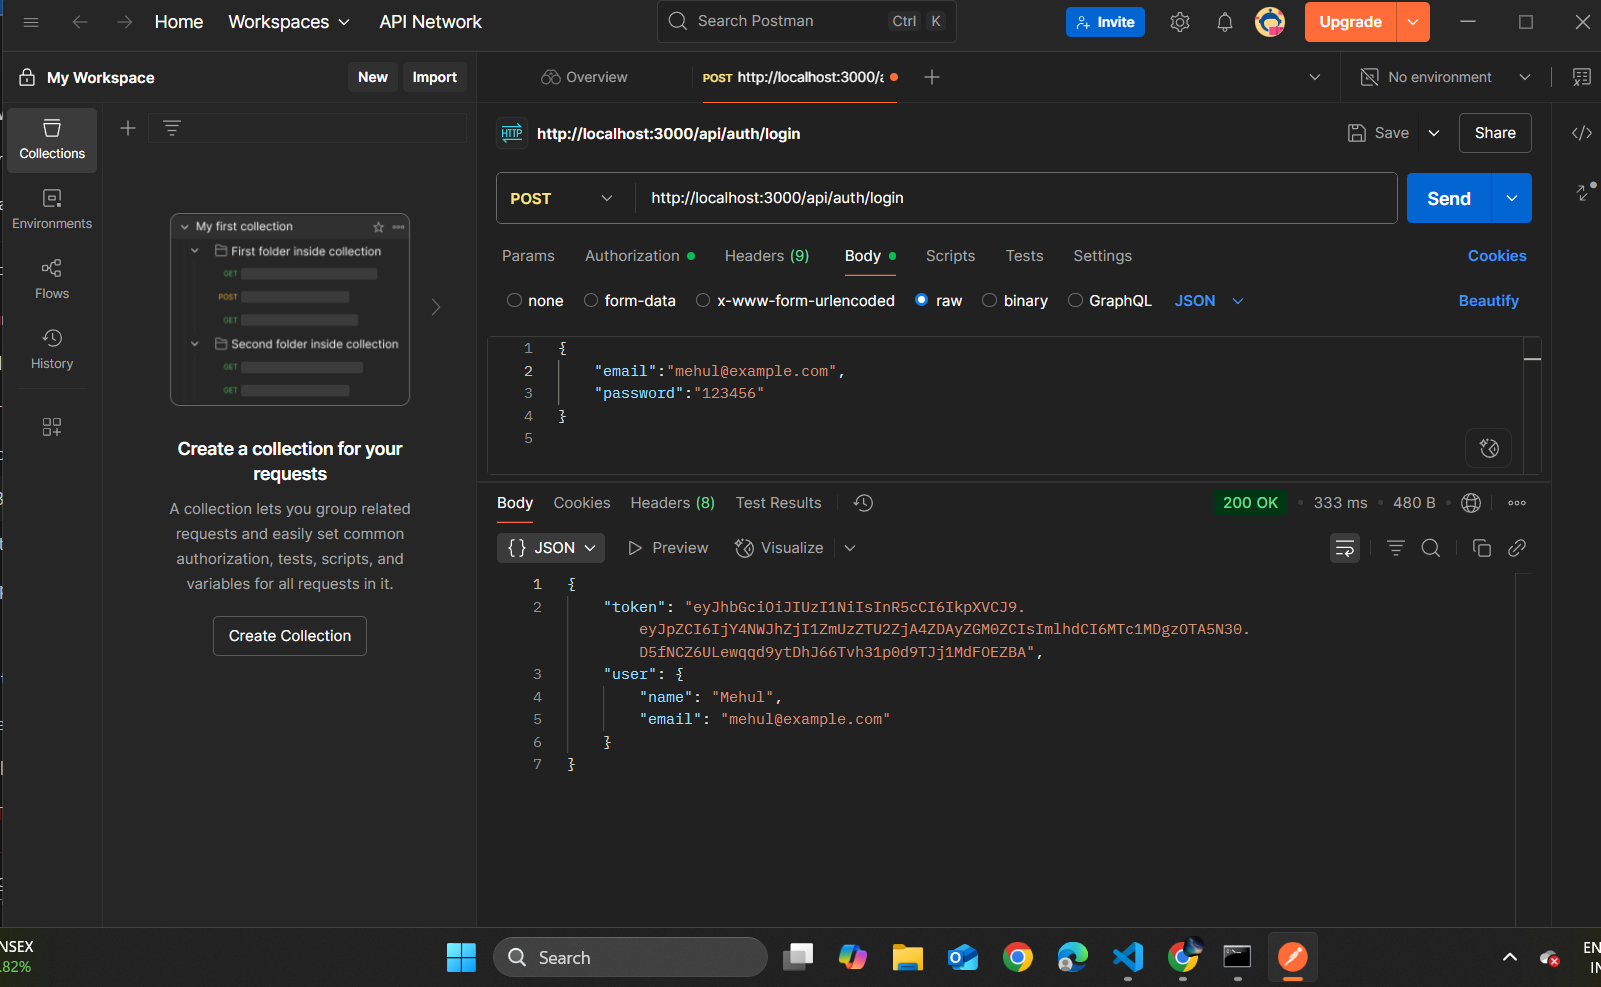 Home
Workspaces
API Network
Search Postman
Ctrl
K
Invite
Upgrade
My Workspace
New
Import
Overview
POST http://localhost:3000/a
No environment
Collections
Environments
Flows
History
My first collection
First folder inside collection
GET
POST
GET
Second folder inside collection
GET
GET
Create a collection for your
requests
A collection lets you group related
requests and easily set common
authorization, tests, scripts, and
variables for all requests in it.
Create Collection
HTTP
http://localhost:3000/api/auth/login
Save
Share
POST
http://localhost:3000/api/auth/login
Send
Params
Authorization
Headers (9)
Body
Scripts
Tests
Settings
Cookies
none
form-data
x-www-form-urlencoded
raw
binary
GraphQL
JSON
Beautify
1 {
2 "email":"mehul@example.com",
3 "password":"123456"
4 }
5
Body
Cookies
Headers (8)
Test Results
200 OK
333 ms
480 B
{} JSON
Preview
Visualize
1 {
2 "token": "eyJhbGciOiJIUzI1NiIsInR5cCI6IkpXVCJ9.
eyJpZCI6IjY4NWJhZjI1ZmUzZTU2ZjA4ZDAyZGM0ZCIsImlhdCI6MTc1MDgzOTA5N30.
D5fNCZ6ULewqqd9ytDhJ66Tvh31p0d9TJj1MdFOEZBA",
3 "user": {
4 "name": "Mehul",
5 "email": "mehul@example.com"
6 }
7 }
NSEX
.82%
Search
EN
IN